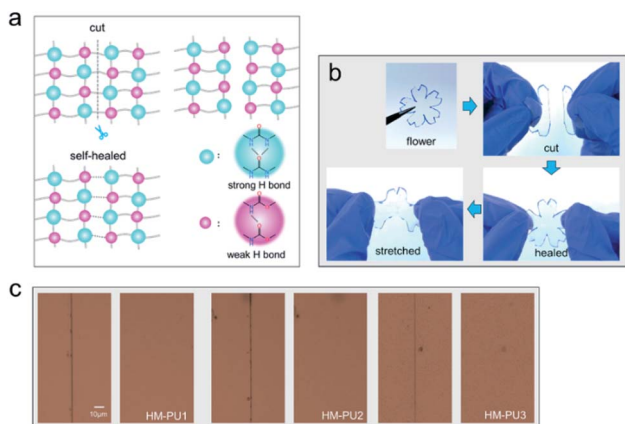 a
cut
self-healed
:
strong H bond
:
weak H bond
b
flower
cut
stretched
healed
c
10μm
HM-PU1
HM-PU2
HM-PU3